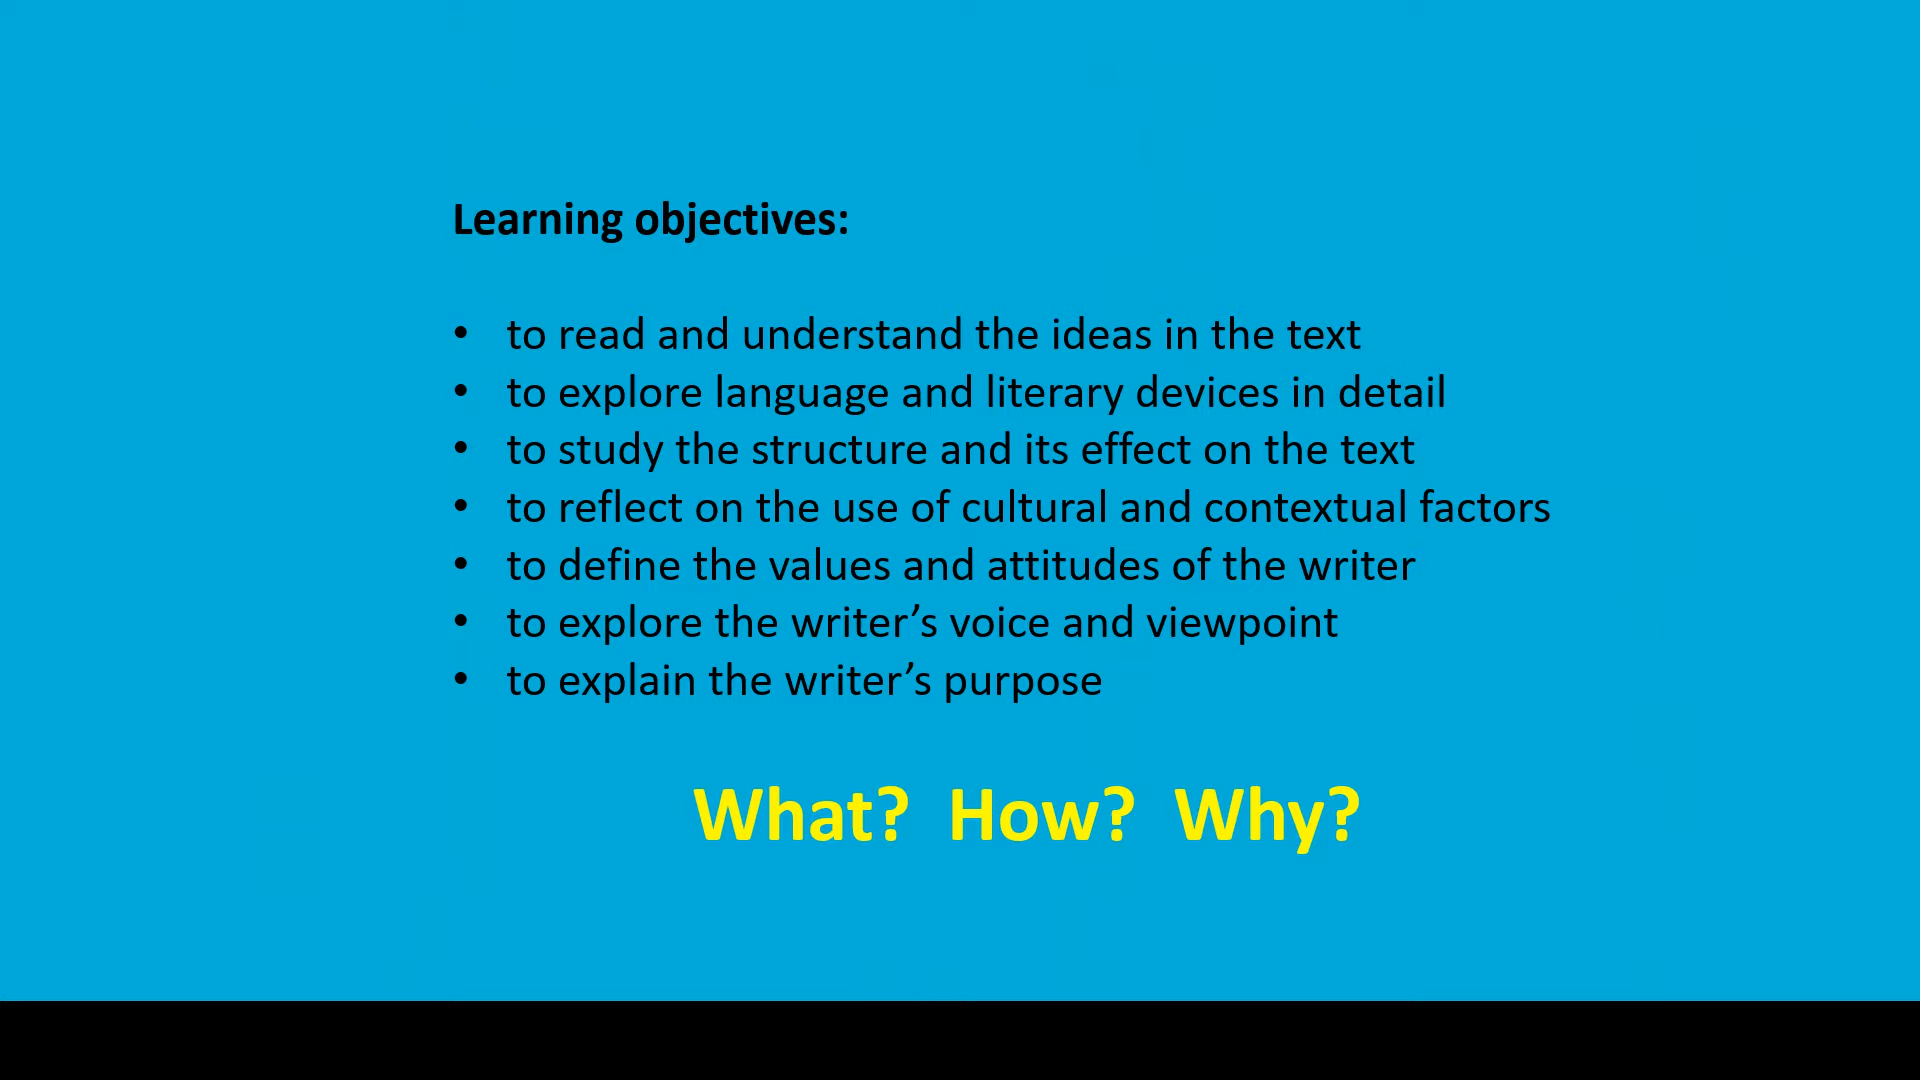 Learning objectives:
• to read and understand the ideas in the text
• to explore language and literary devices in detail
• to study the structure and its effect on the text
• to reflect on the use of cultural and contextual factors
• to define the values and attitudes of the writer
• to explore the writer’s voice and viewpoint
• to explain the writer’s purpose
What? How? Why?